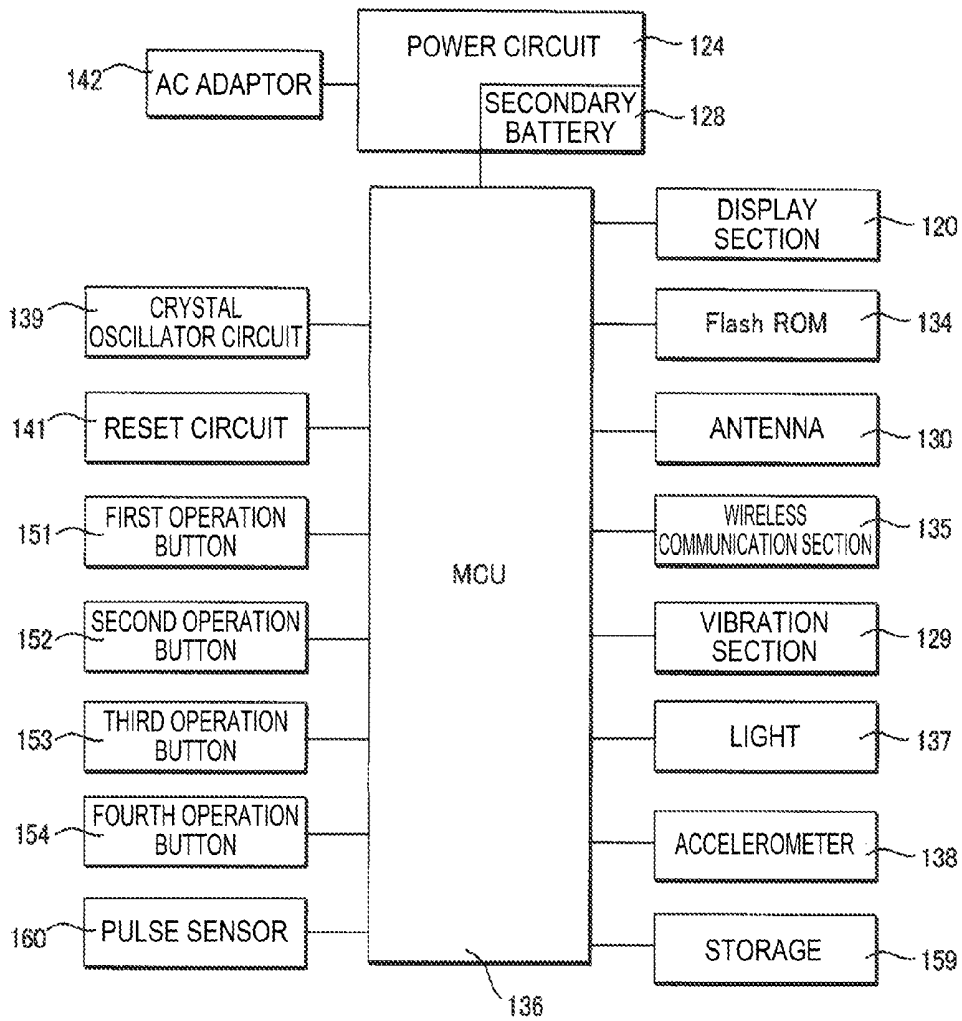 POWER CIRCUIT
124
142
AC ADAPTOR
SECONDARY
BATTERY
128
DISPLAY
SECTION
120
139
CRYSTAL
OSCILLATOR CIRCUIT
Flash ROM
134
141
RESET CIRCUIT
ANTENNA
130
151
FIRST OPERATION
BUTTON
WIRELESS
COMMUNICATION SECTION
135
MCU
152
SECOND OPERATION
BUTTON
VIBRATION
SECTION
129
153
THIRD OPERATION
BUTTON
LIGHT
137
154
FOURTH OPERATION
BUTTON
ACCELEROMETER
138
160
PULSE SENSOR
STORAGE
159
136